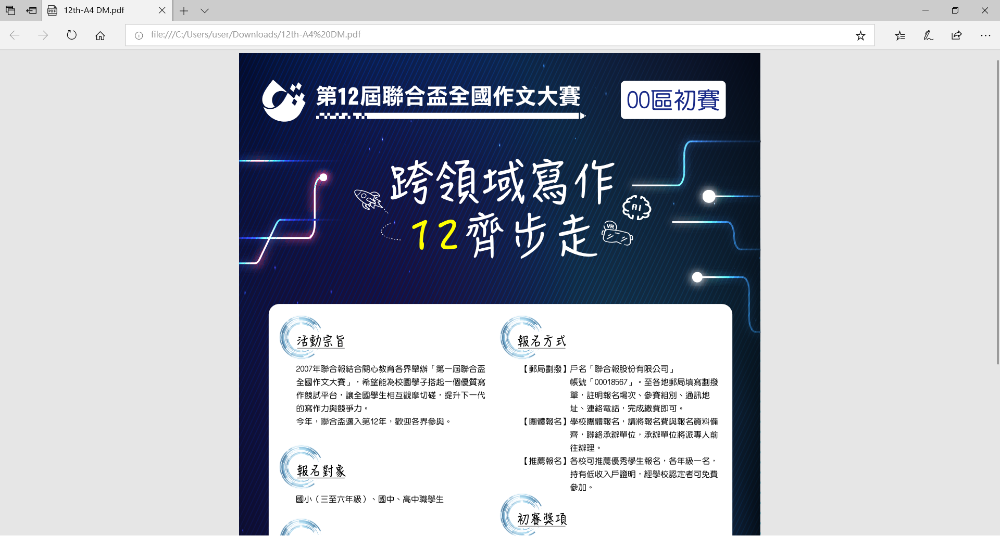 12th-A4 DM.pdf
file:///C:/Users/user/Downloads/12th-A4%20DM.pdf
第12屆聯合盃全國作文大賽
00區初賽
跨領域寫作
AI
12齊步走
VR
活動宗旨
2007年聯合報結合關心教育各界舉辦「第一屆聯合盃
全國作文大賽」，希望能為校園學子搭起一個優質寫
作競試平台，讓全國學生相互觀摩切磋，提升下一代
的寫作力與競爭力。
今年，聯合盃邁入第12年，歡迎各界參與。
報名對象
國小（三至六年級）、國中、高中職學生
報名方式
【郵局劃撥】戶名「聯合報股份有限公司」
帳號「00018567」。至各地郵局填寫劃撥
單，註明報名場次、參賽組別、通訊地
址、連絡電話，完成繳費即可。
【團體報名】學校團體報名，請將報名費與報名資料備
齊，聯絡承辦單位，承辦單位將派專人前
往辦理。
【推薦報名】各校可推薦優秀學生報名，各年級一名，
持有低收入戶證明，經學校認定者可免費
參加。
初賽獎項